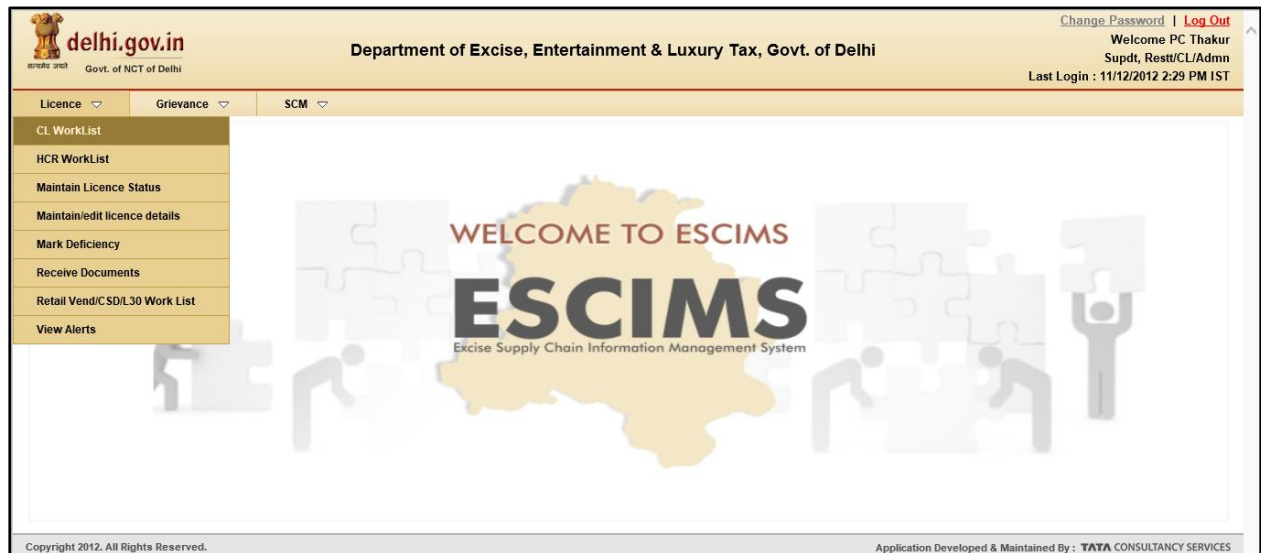 delhi.gov.in
सत्यमेव जयते
Govt. of NCT of Delhi
Department of Excise, Entertainment & Luxury Tax, Govt. of Delhi
Change Password | Log Out
Welcome PC Thakur
Supdt, Restt/CL/Admn
Last Login : 11/12/2012 2:29 PM IST
Licence Grievance SCM
CL WorkList
HCR WorkList
Maintain Licence Status
Maintain/edit licence details
Mark Deficiency
Receive Documents
Retail Vend/CSD/L30 Work List
View Alerts
WELCOME TO ESCIMS
ESCIMS
Excise Supply Chain Information Management System
Copyright 2012. All Rights Reserved.
Application Developed & Maintained By : TATA CONSULTANCY SERVICES